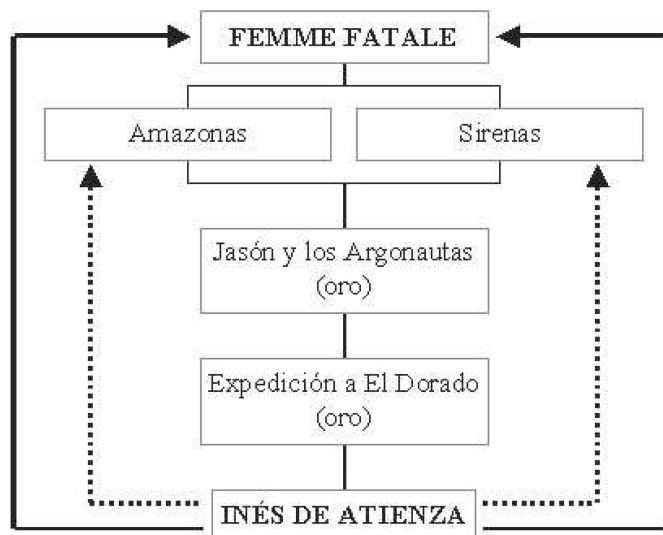 FEMME FATALE
Amazonas
Sirenas
Jasón y los Argonautas
(oro)
Expedición a El Dorado
(oro)
INÉS DE ATIENZA